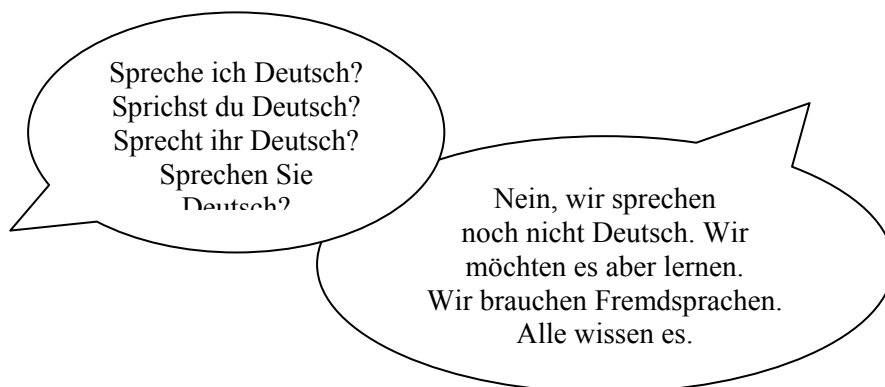 Spreche ich Deutsch?
Sprichst du Deutsch?
Sprecht ihr Deutsch?
Sprechen Sie
Deutsch?
Nein, wir sprechen
noch nicht Deutsch. Wir
möchten es aber lernen.
Wir brauchen Fremdsprachen.
Alle wissen es.